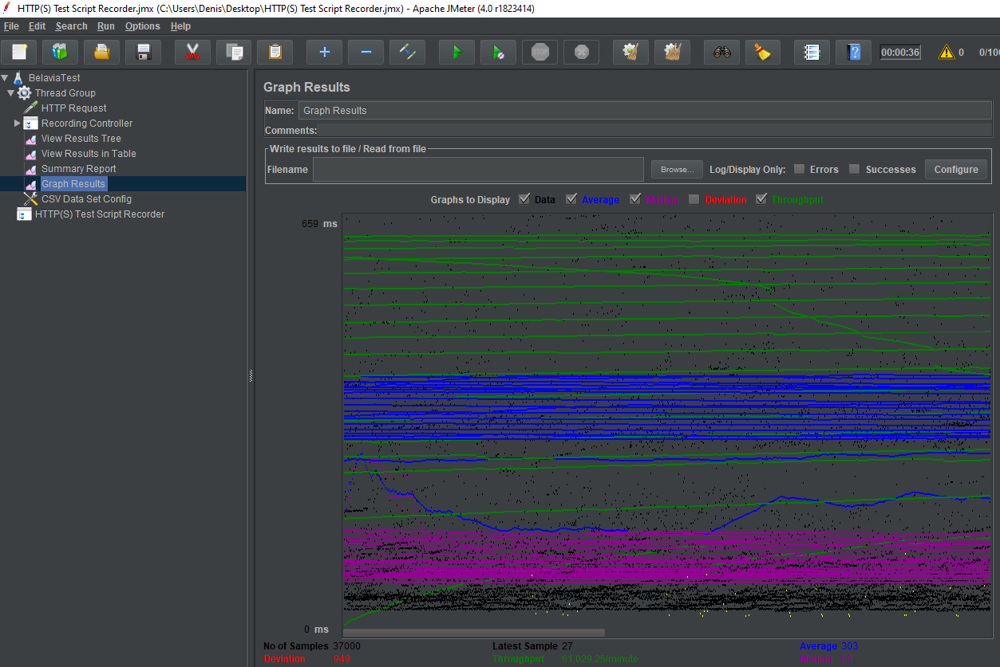 HTTP(S) Test Script Recorder.jmx (C:\Users\Denis\Desktop\HTTP(S) Test Script Recorder.jmx) - Apache JMeter (4.0 r1823414)
File Edit Search Run Options Help
STOP 00:00:36 0 0/100
BelaviaTest
Thread Group
HTTP Request
Recording Controller
View Results Tree
View Results in Table
Summary Report
Graph Results
CSV Data Set Config
HTTP(S) Test Script Recorder
Graph Results
Name: Graph Results
Comments:
Write results to file / Read from file
Filename Browse... Log/Display Only: Errors Successes Configure
Graphs to Display Data Average Median Deviation Throughput
659 ms
0 ms
No of Samples 37000 Latest Sample 27 Average 303
Deviation 949 Throughput 61,029.25/minute Median